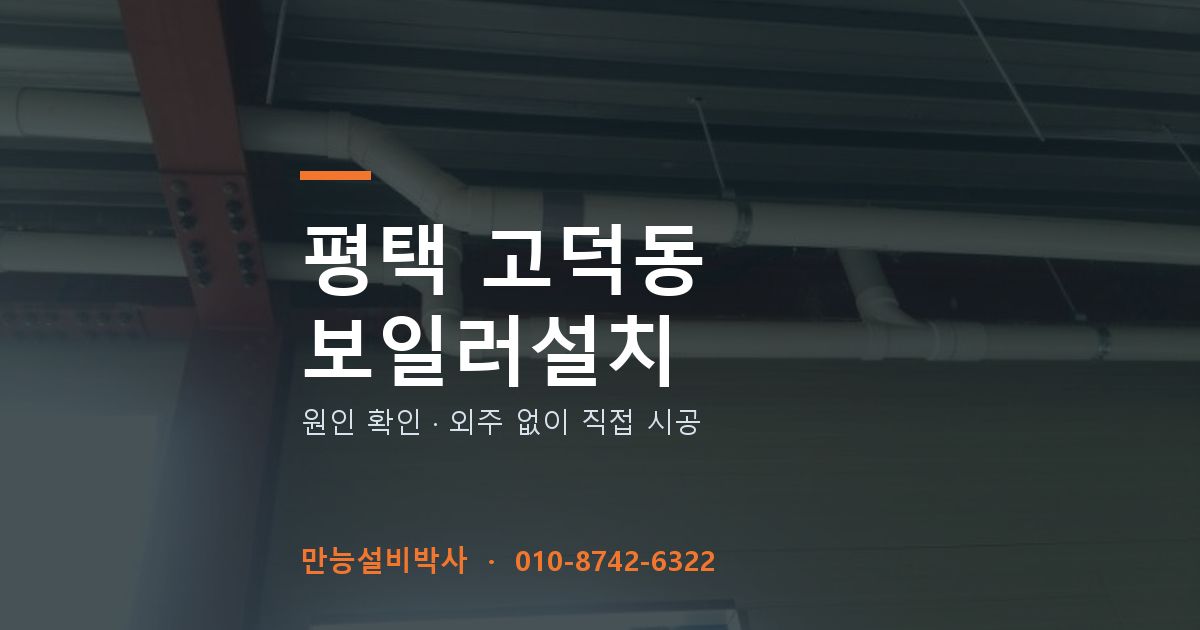 평택 고덕동
보일러설치
원인 확인 · 외주 없이 직접 시공
만능설비박사 · 010-8742-6322